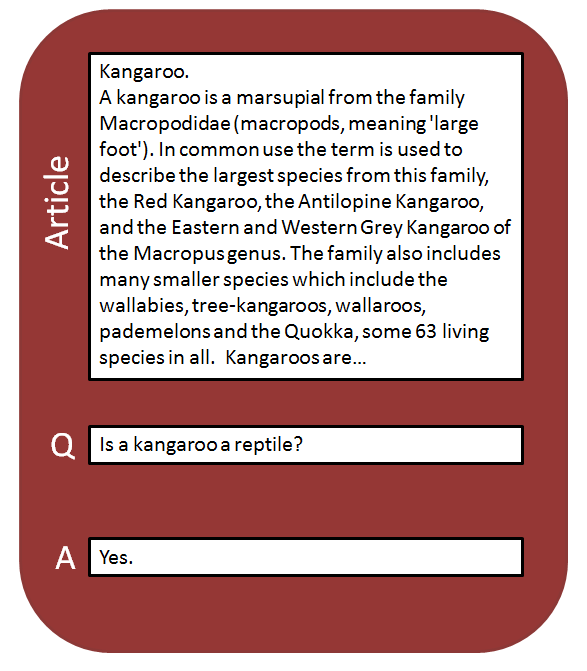 Article
Kangaroo.
A kangaroo is a marsupial from the family
Macropodidae (macropods, meaning 'large
foot'). In common use the term is used to
describe the largest species from this family,
the Red Kangaroo, the Antilopine Kangaroo,
and the Eastern and Western Grey Kangaroo of
the Macropus genus. The family also includes
many smaller species which include the
wallabies, tree-kangaroos, wallaroos,
pademelons and the Quokka, some 63 living
species in all.  Kangaroos are…
Q
Is a kangaroo a reptile?
A
Yes.